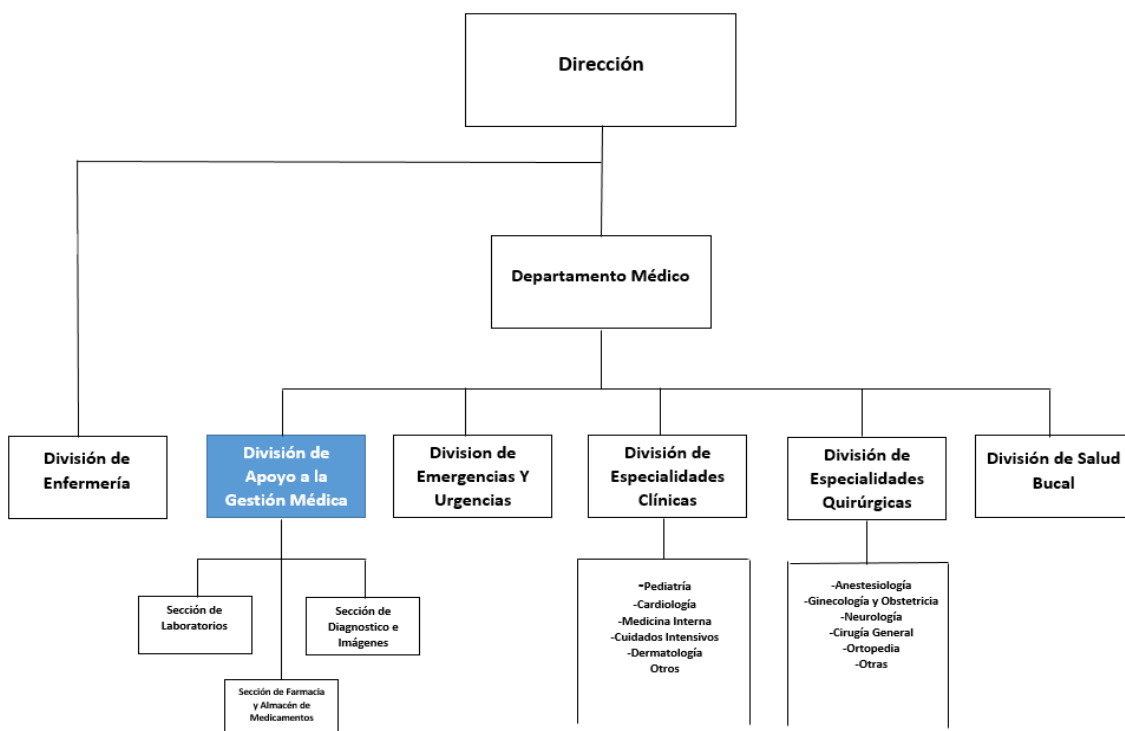 Dirección
Departamento Médico
División de
Enfermería
División de
Apoyo a la
Gestión Médica
Division de
Emergencias Y
Urgencias
División de
Especialidades
Clínicas
División de
Especialidades
Quirúrgicas
División de Salud
Bucal
Sección de
Laboratorios
Sección de
Diagnostico e
Imágenes
Sección de Farmacia
y Almacén de
Medicamentos
-Pediatría
-Cardiología
-Medicina Interna
-Cuidados Intensivos
-Dermatología
Otros
-Anestesiología
-Ginecología y Obstetricia
-Neurología
-Cirugía General
-Ortopedia
-Otras